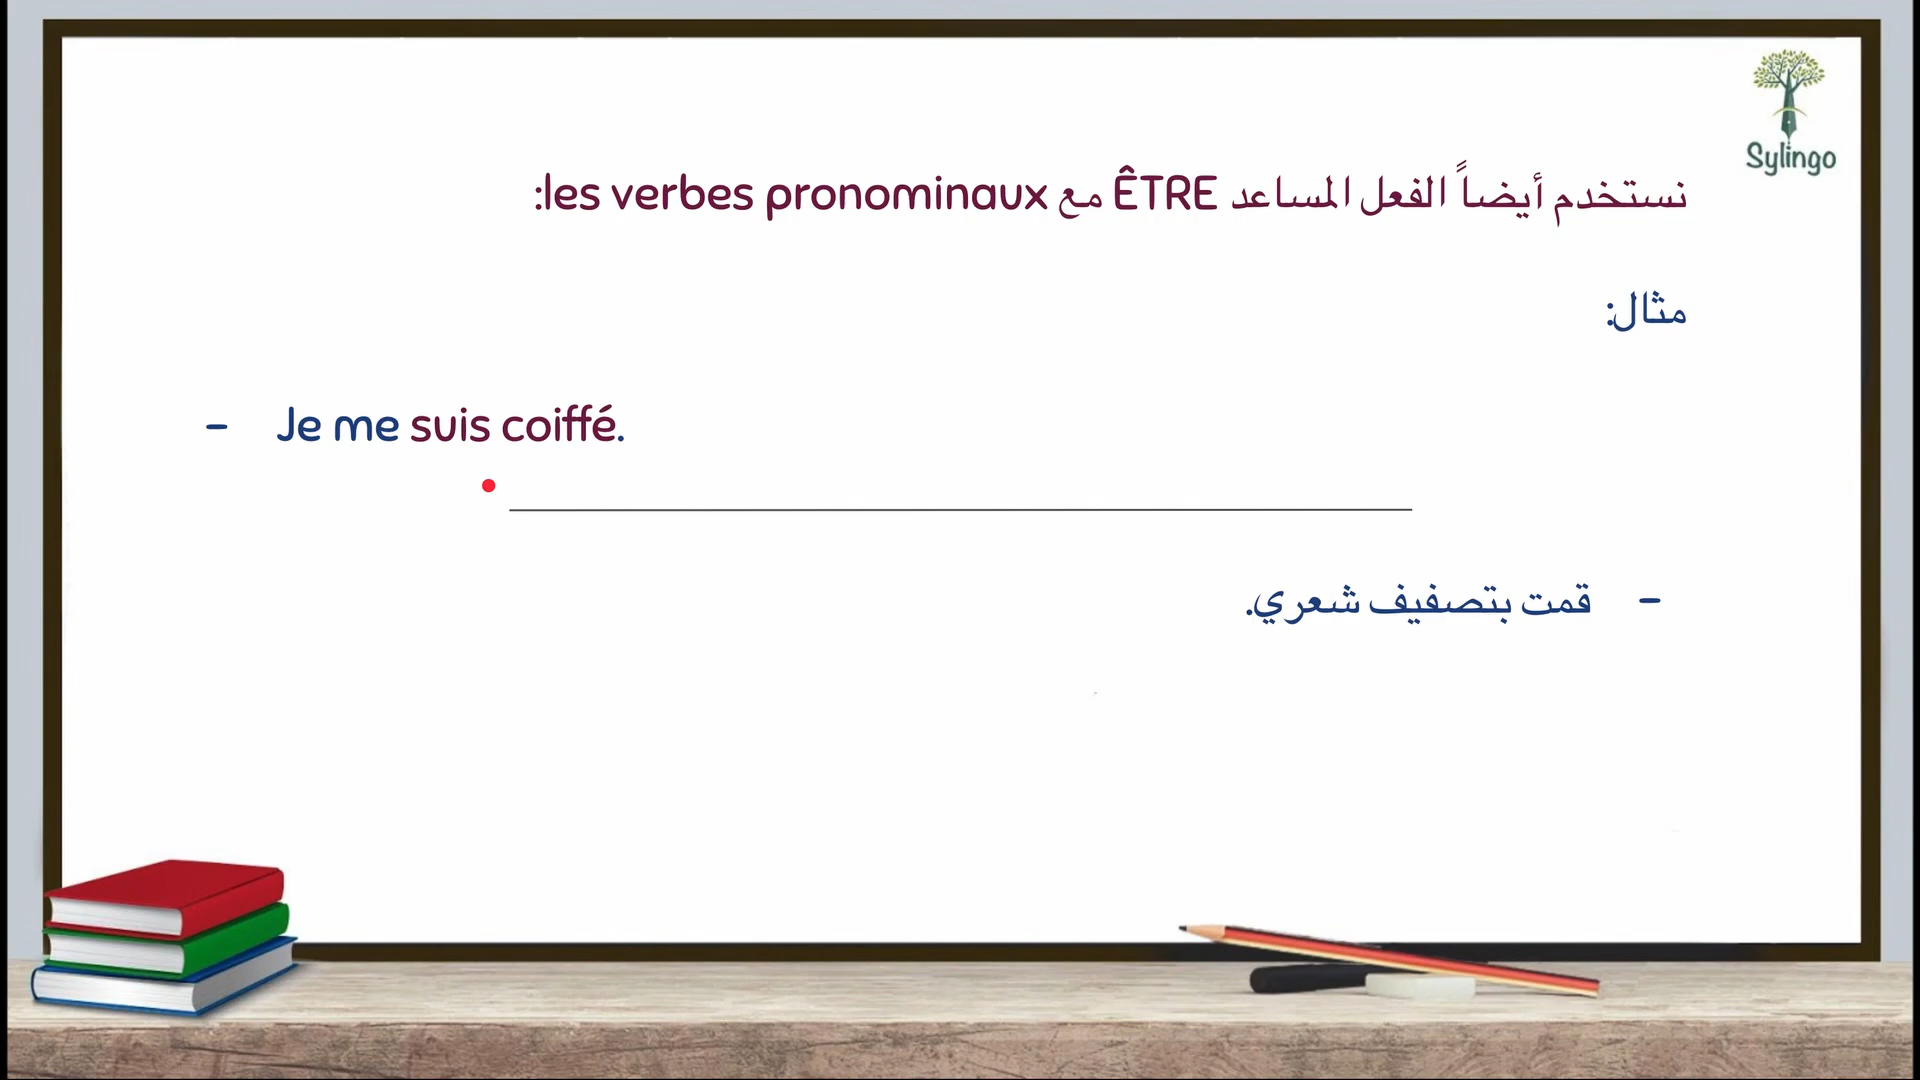 Sylingo
نستخدم أيضاً الفعل المساعد ÊTRE مع les verbes pronominaux:
مثال:
- Je me suis coiffé.
- قمت بتصفيف شعري.